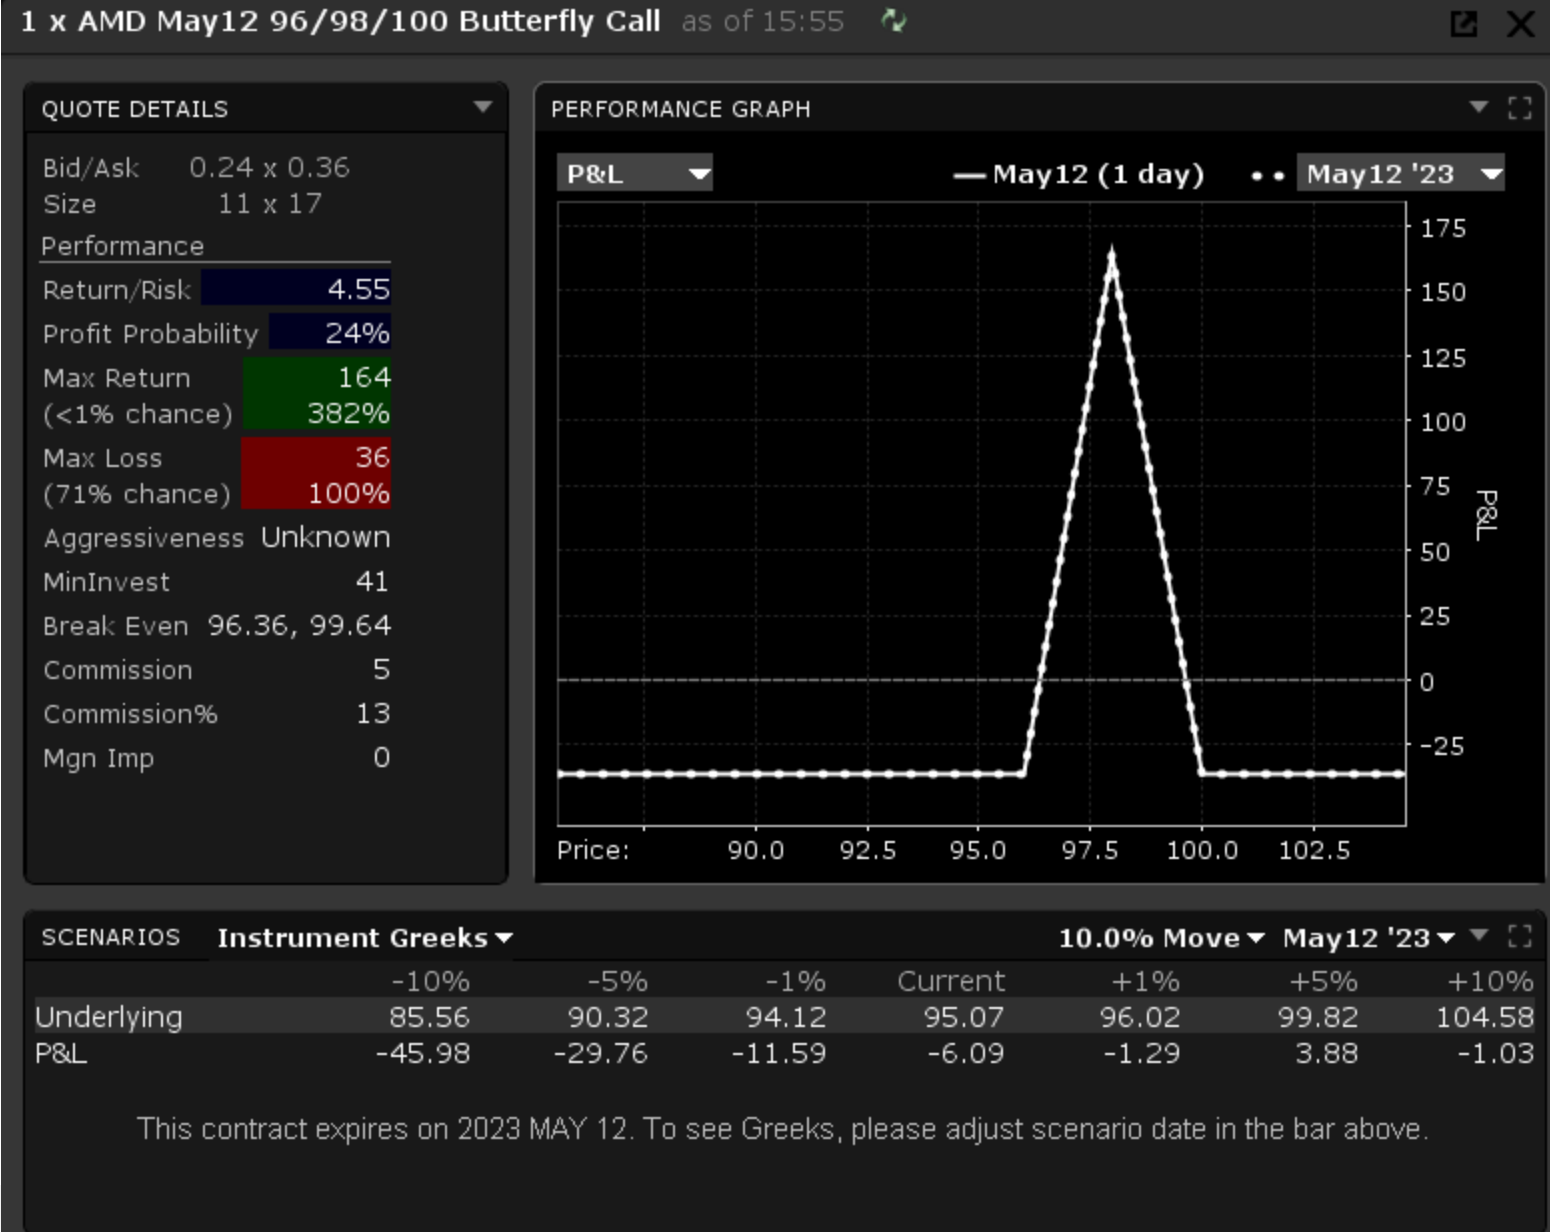 1 x AMD May12 96/98/100 Butterfly Call as of 15:55
QUOTE DETAILS
Bid/Ask 0.24 x 0.36
Size 11 x 17
Performance
Return/Risk 4.55
Profit Probability 24%
Max Return 164
(<1% chance) 382%
Max Loss 36
(71% chance) 100%
Aggressiveness Unknown
MinInvest 41
Break Even 96.36, 99.64
Commission 5
Commission% 13
Mgn Imp 0
PERFORMANCE GRAPH
P&L May12 (1 day) May12 '23
175
150
125
100
75
50
25
0
-25
P&L
Price: 90.0 92.5 95.0 97.5 100.0 102.5
SCENARIOS Instrument Greeks 10.0% Move May12 '23
-10% -5% -1% Current +1% +5% +10%
Underlying 85.56 90.32 94.12 95.07 96.02 99.82 104.58
P&L -45.98 -29.76 -11.59 -6.09 -1.29 3.88 -1.03
This contract expires on 2023 MAY 12. To see Greeks, please adjust scenario date in the bar above.